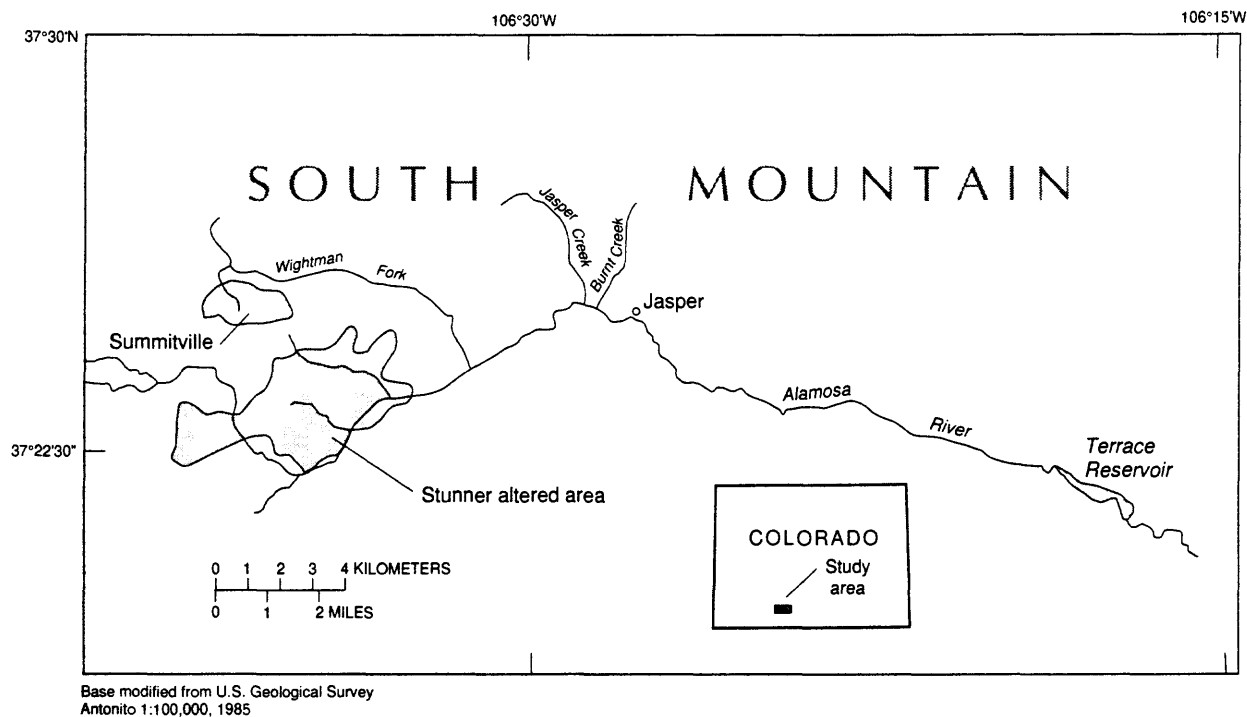 106°30'W
106°15'W
37°30'N
SOUTH MOUNTAIN
Jasper Creek
Burnt Creek
Wightman Fork
Jasper
Summitville
Alamosa River
37°22'30"
Terrace
Reservoir
Stunner altered area
COLORADO
Study
area
0 1 2 3 4 KILOMETERS
0 1 2 MILES
Base modified from U.S. Geological Survey
Antonito 1:100,000, 1985